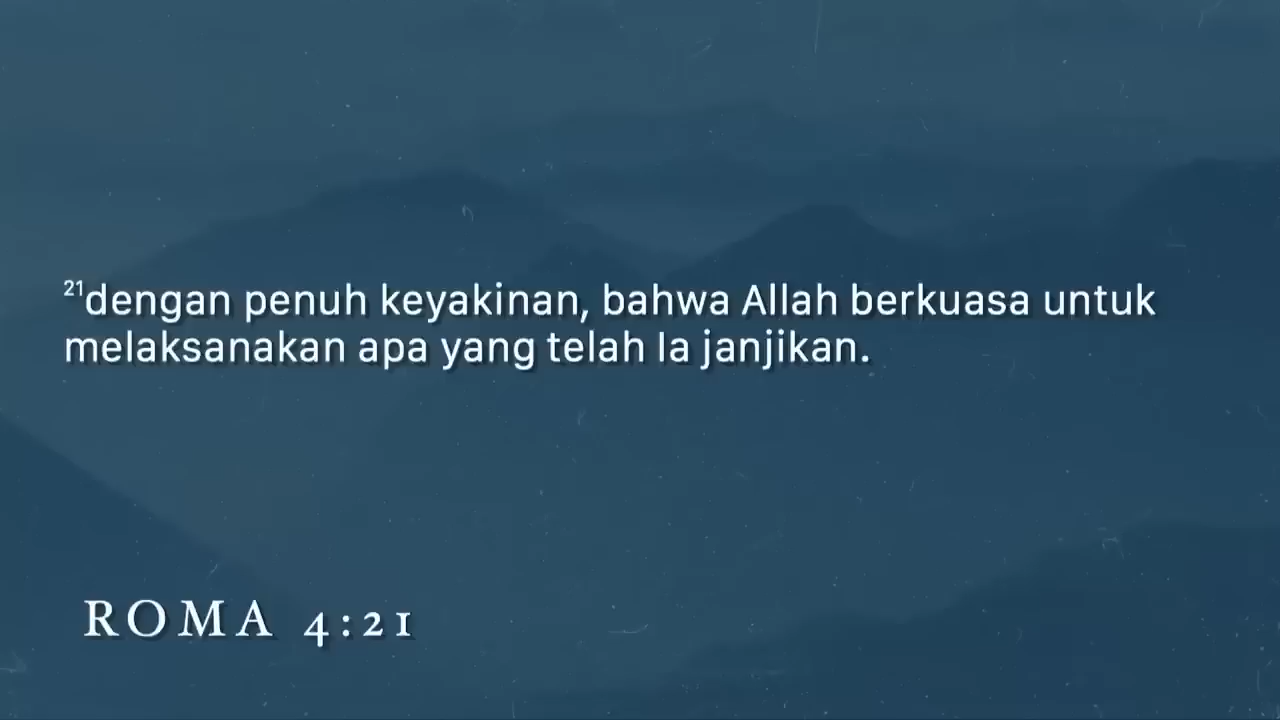 ²¹dengan penuh keyakinan, bahwa Allah berkuasa untuk
melaksanakan apa yang telah Ia janjikan.
ROMA 4:21